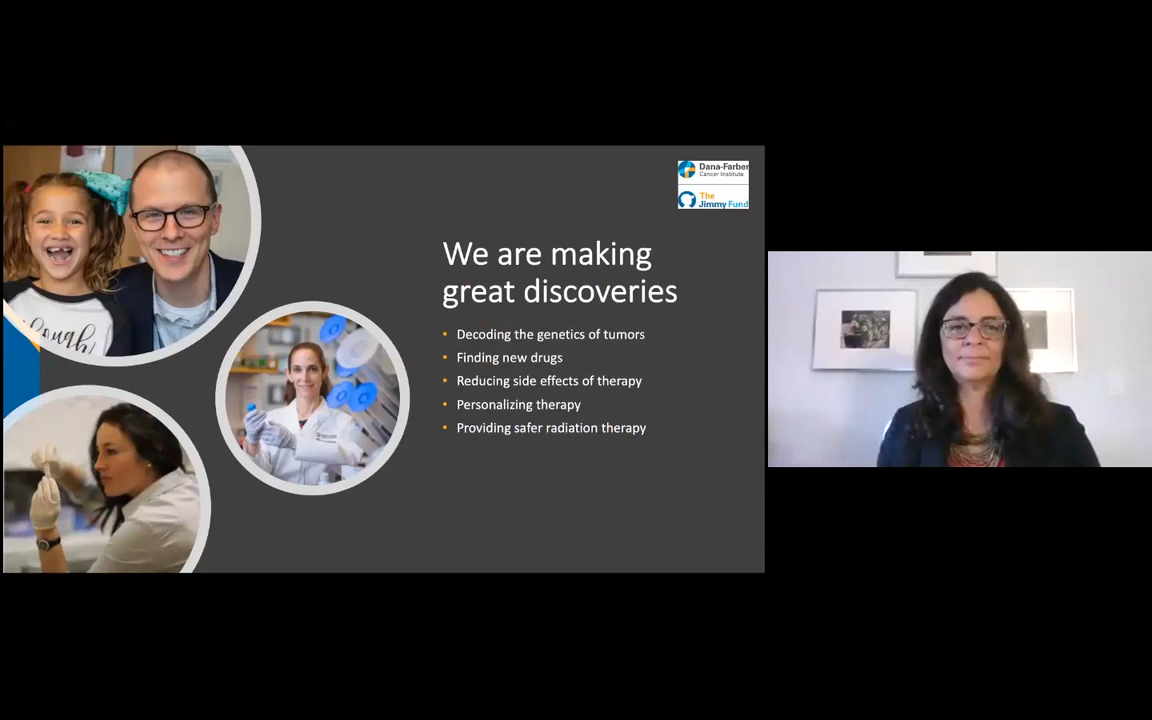 Dana-Farber
Cancer Institute
The
Jimmy Fund
We are making
great discoveries
Decoding the genetics of tumors
Finding new drugs
Reducing side effects of therapy
Personalizing therapy
Providing safer radiation therapy